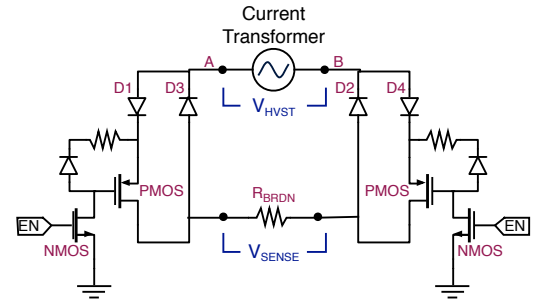 Current
Transformer
A
B
D1
D3
D2
D4
VHVST
PMOS
RBRDN
PMOS
EN
EN
NMOS
VSENSE
NMOS